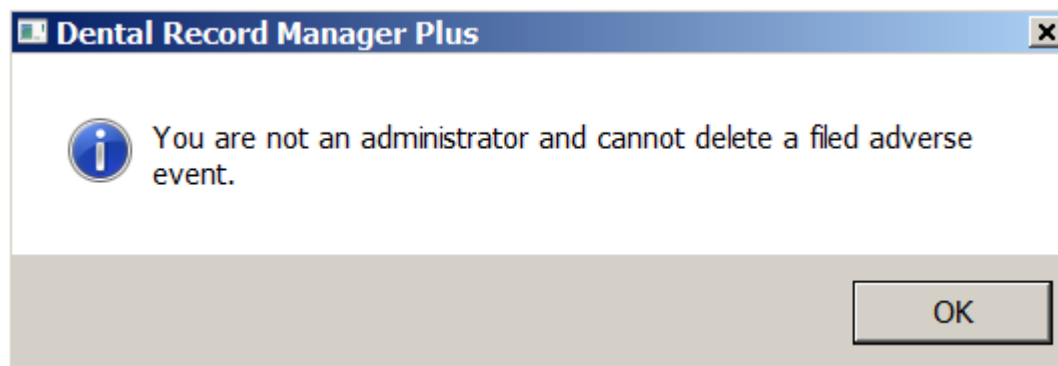 Dental Record Manager Plus
You are not an administrator and cannot delete a filed adverse
event.
OK